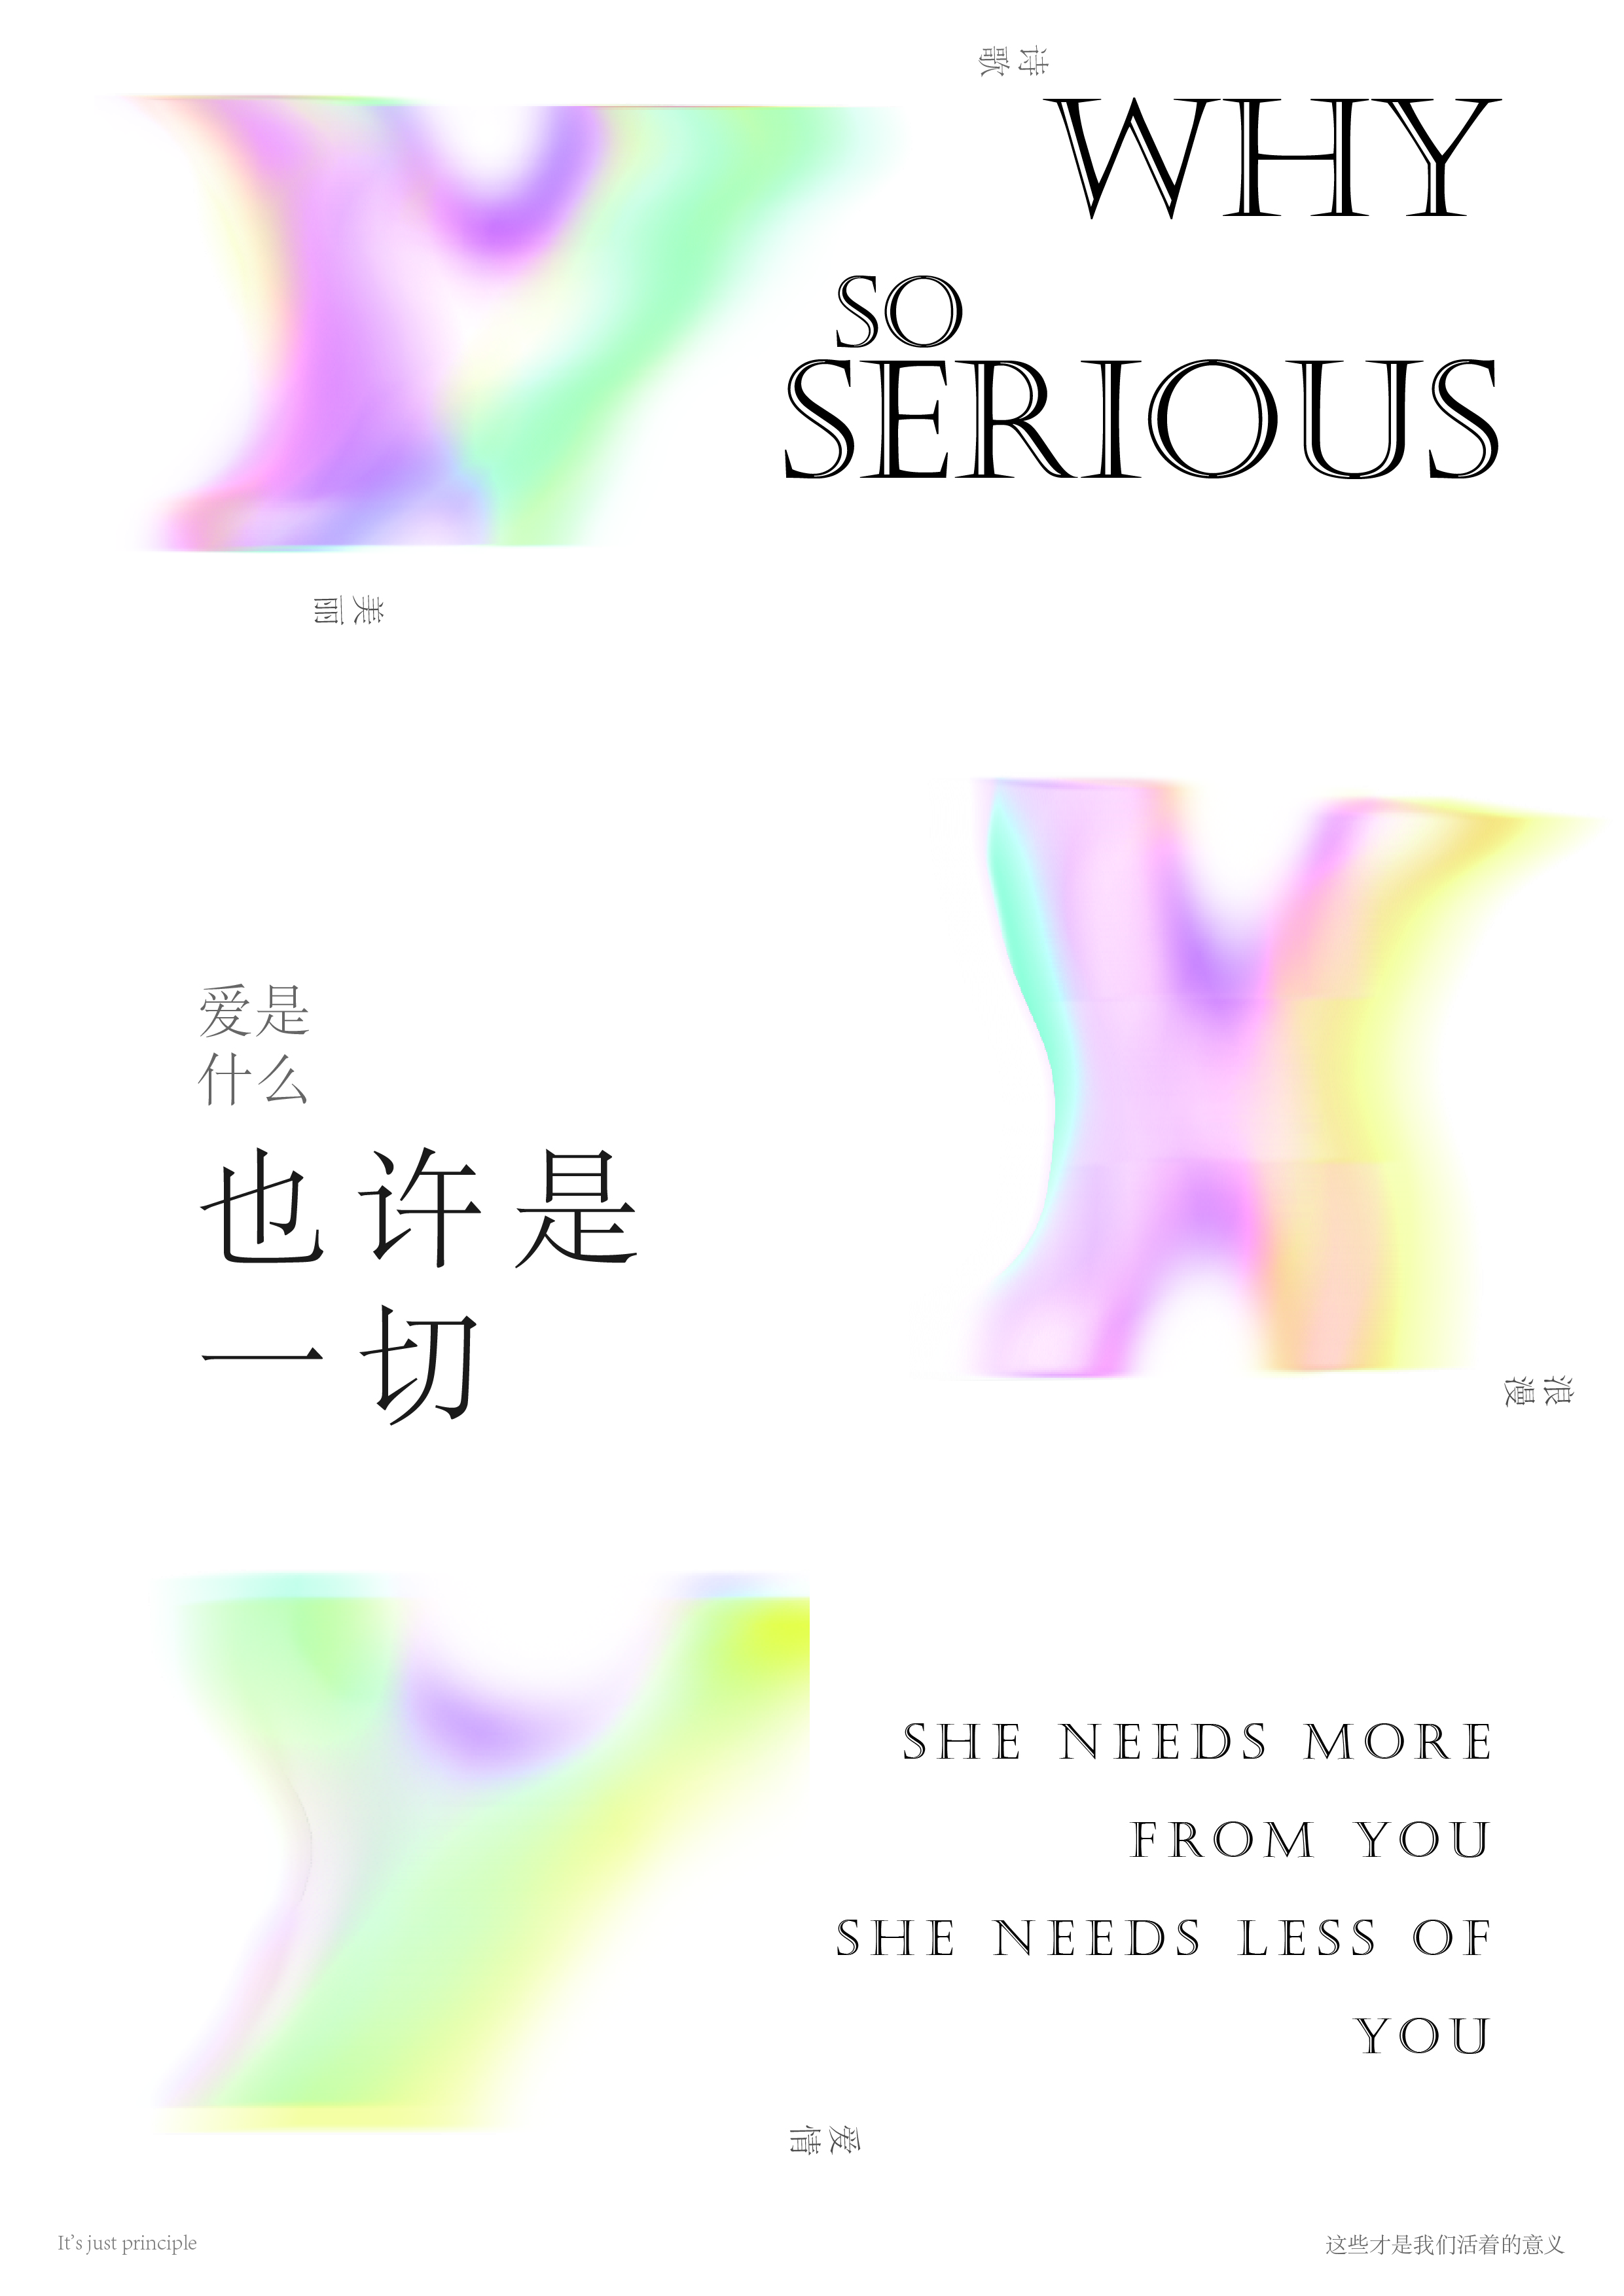 诗歌
WHY
SO
SERIOUS
美丽
爱是
什么
也许是
一切
浪漫
SHE NEEDS MORE
FROM YOU
SHE NEEDS LESS OF
YOU
爱情
It's just principle
这些才是我们活着的意义